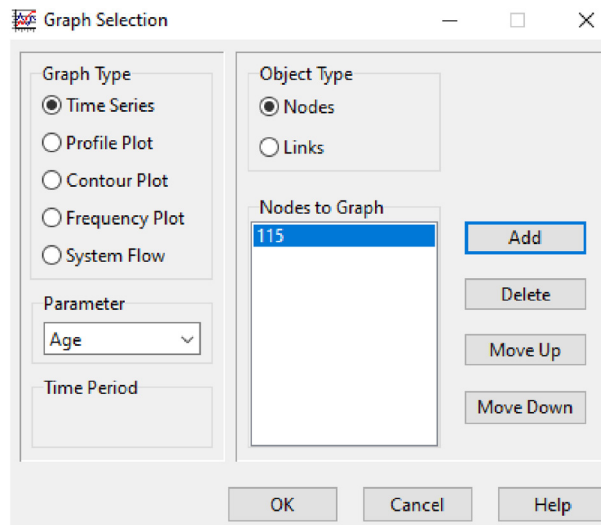 Graph Selection
Graph Type
Time Series
Profile Plot
Contour Plot
Frequency Plot
System Flow
Parameter
Age
Time Period
Object Type
Nodes
Links
Nodes to Graph
115
Add
Delete
Move Up
Move Down
OK
Cancel
Help